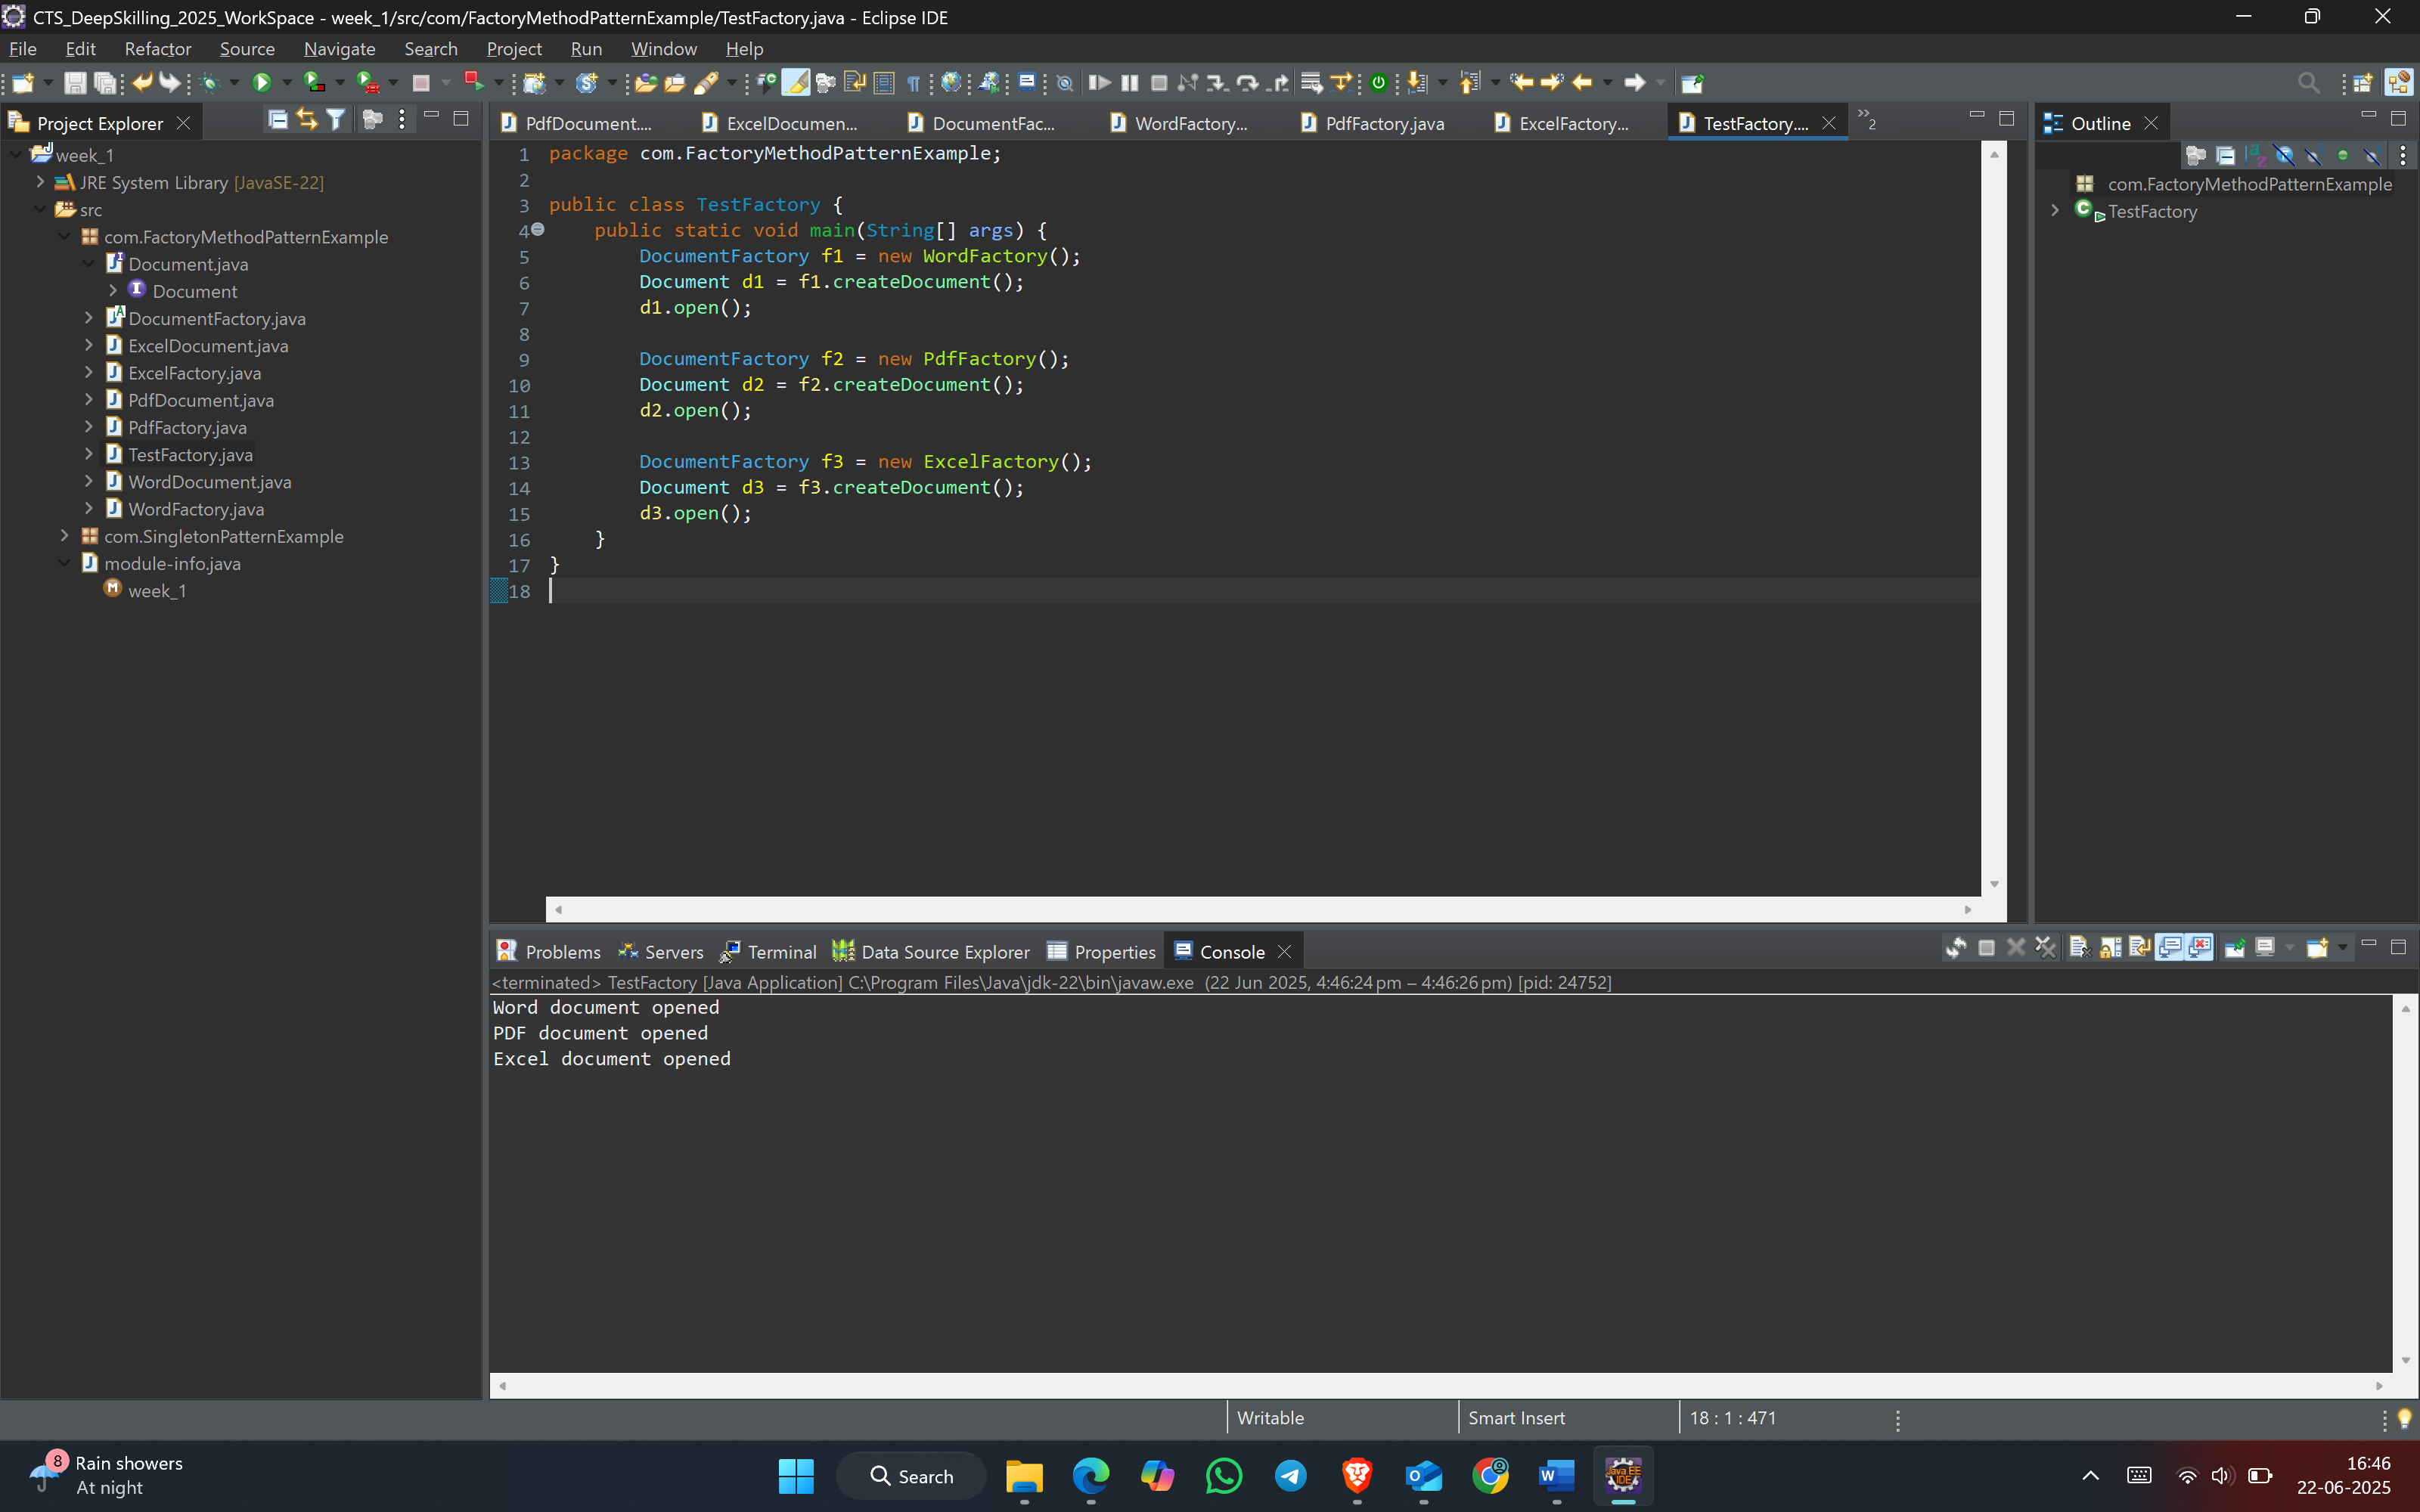 CTS_DeepSkilling_2025_WorkSpace - week_1/src/com/FactoryMethodPatternExample/TestFactory.java - Eclipse IDE
File Edit Refactor Source Navigate Search Project Run Window Help
Project Explorer
PdfDocument.... ExcelDocumen... DocumentFac... WordFactory... PdfFactory.java ExcelFactory... TestFactory.... »2
Outline
week_1
JRE System Library [JavaSE-22]
src
com.FactoryMethodPatternExample
Document.java
Document
DocumentFactory.java
ExcelDocument.java
ExcelFactory.java
PdfDocument.java
PdfFactory.java
TestFactory.java
WordDocument.java
WordFactory.java
com.SingletonPatternExample
module-info.java
week_1
1 package com.FactoryMethodPatternExample;
2
3 public class TestFactory {
4 public static void main(String[] args) {
5 DocumentFactory f1 = new WordFactory();
6 Document d1 = f1.createDocument();
7 d1.open();
8
9 DocumentFactory f2 = new PdfFactory();
10 Document d2 = f2.createDocument();
11 d2.open();
12
13 DocumentFactory f3 = new ExcelFactory();
14 Document d3 = f3.createDocument();
15 d3.open();
16 }
17 }
18
com.FactoryMethodPatternExample
TestFactory
Problems Servers Terminal Data Source Explorer Properties Console
<terminated> TestFactory [Java Application] C:\Program Files\Java\jdk-22\bin\javaw.exe (22 Jun 2025, 4:46:24 pm – 4:46:26 pm) [pid: 24752]
Word document opened
PDF document opened
Excel document opened
Writable Smart Insert 18 : 1 : 471
8
Rain showers
At night
Search
16:46
22-06-2025